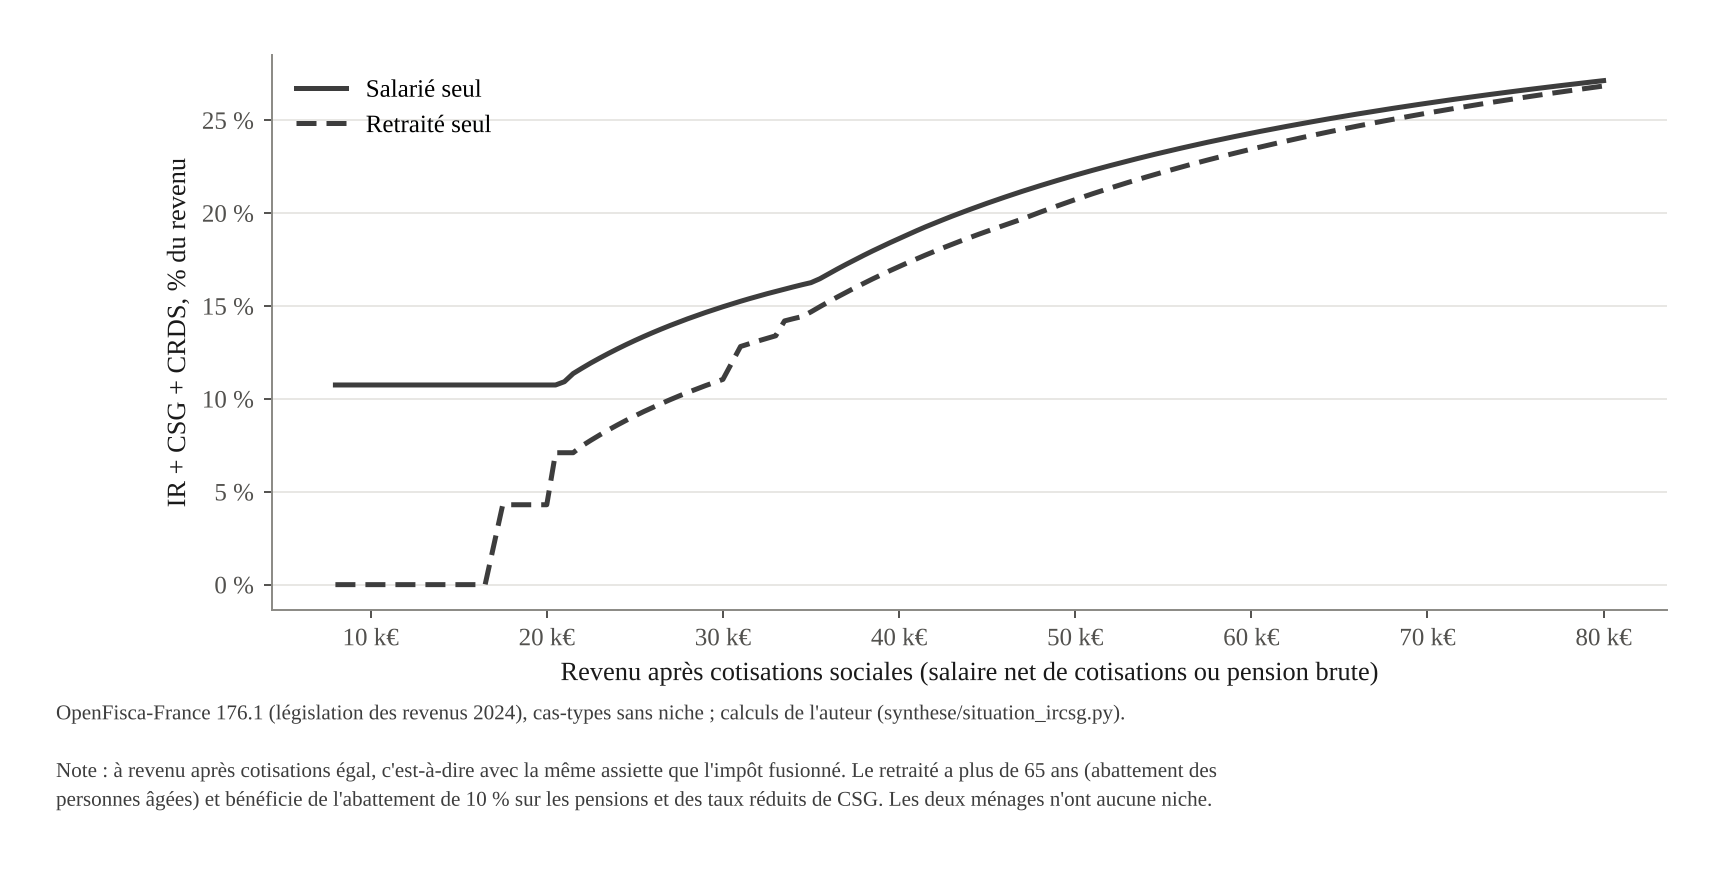 Salarié seul
Retraité seul
IR + CSG + CRDS, % du revenu
25 %
20 %
15 %
10 %
5 %
0 %
10 k€ 20 k€ 30 k€ 40 k€ 50 k€ 60 k€ 70 k€ 80 k€
Revenu après cotisations sociales (salaire net de cotisations ou pension brute)
OpenFisca-France 176.1 (législation des revenus 2024), cas-types sans niche ; calculs de l'auteur (synthese/situation_ircsg.py).
Note : à revenu après cotisations égal, c'est-à-dire avec la même assiette que l'impôt fusionné. Le retraité a plus de 65 ans (abattement des
personnes âgées) et bénéficie de l'abattement de 10 % sur les pensions et des taux réduits de CSG. Les deux ménages n'ont aucune niche.